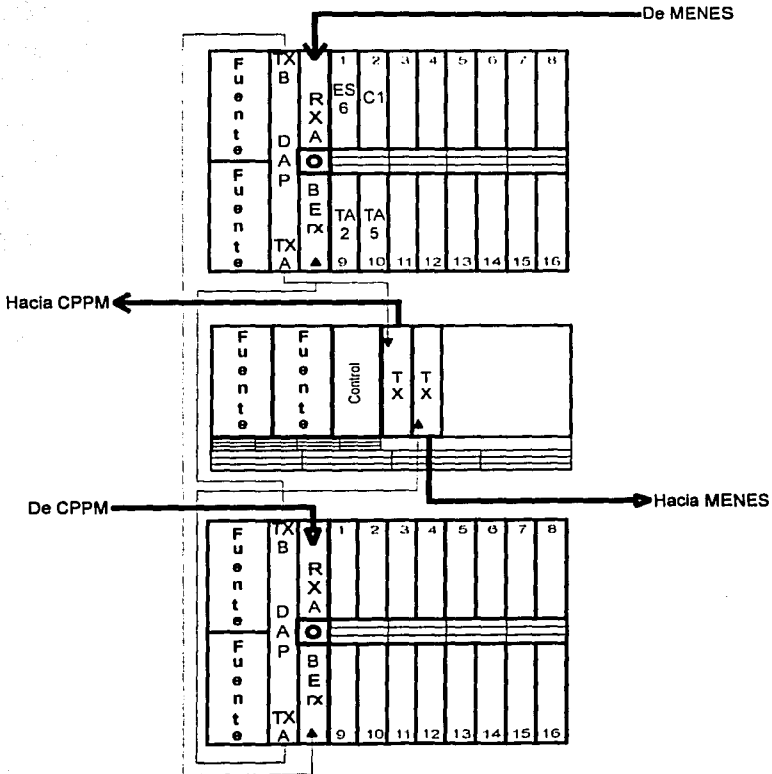 De MENES
Fuente TX B DAP TX A RXA O BErx
1 2 3 4 5 6 7 8
ES 6 C1
Fuente
TA 2 TA 5
9 10 11 12 13 14 15 16
Hacia CPPM
Fuente Fuente Control TX TX
Hacia MENES
De CPPM
Fuente TX B DAP TX A RXA O BErx
1 2 3 4 5 6 7 8
Fuente
9 10 11 12 13 14 15 16